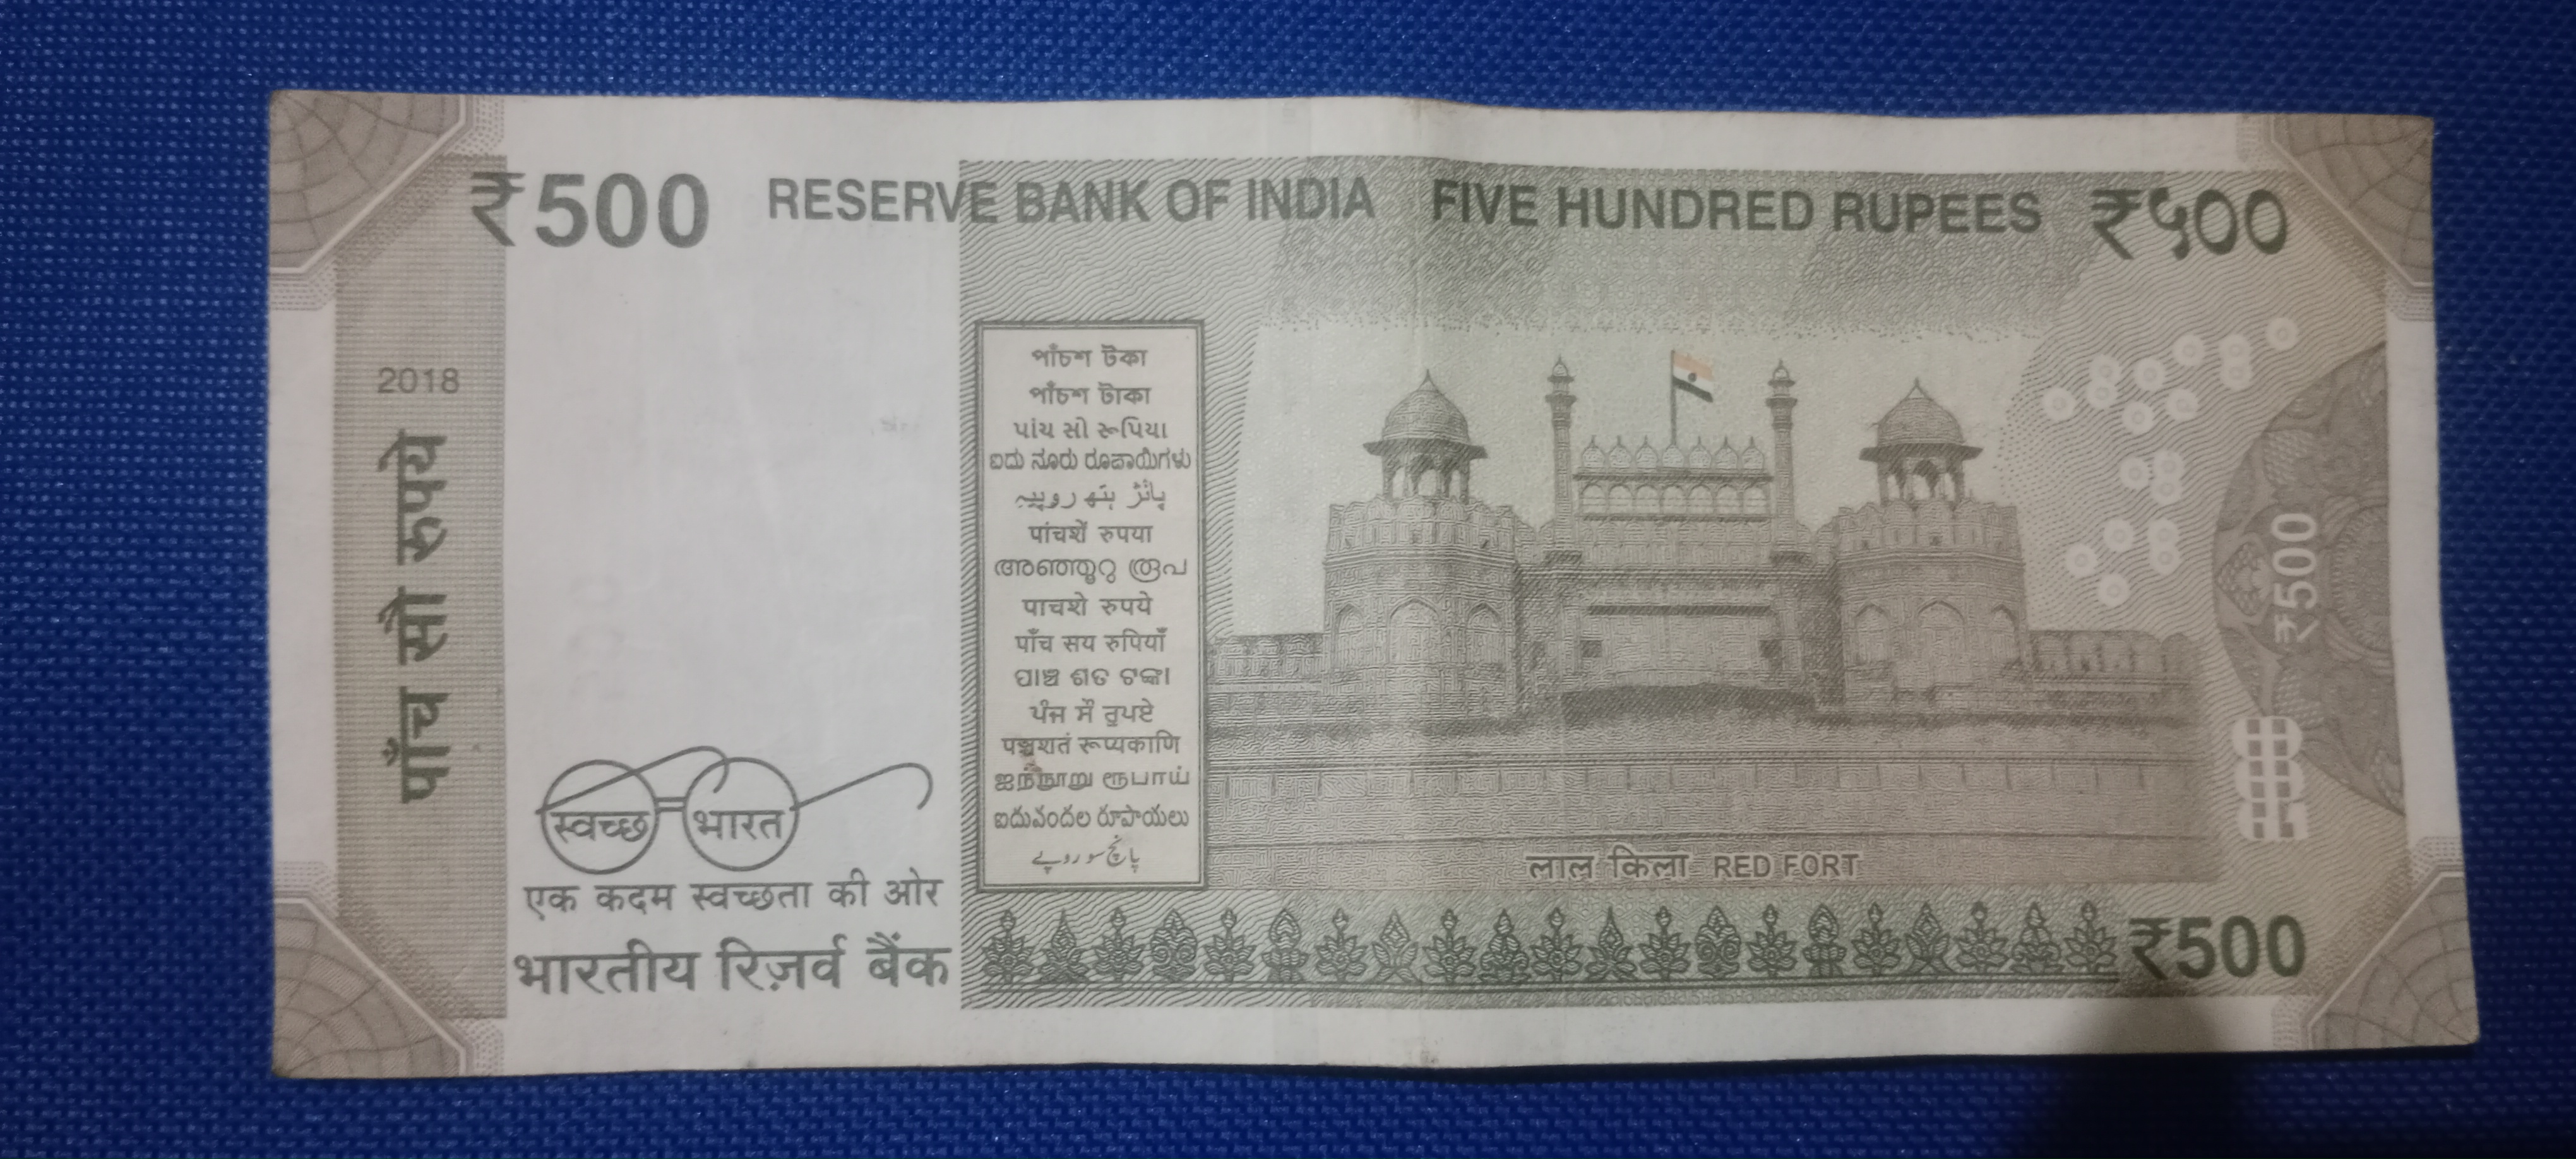 ₹500 RESERVE BANK OF INDIA FIVE HUNDRED RUPEES ₹५००
2018
पाँच सौ रुपये
পাঁচশ টকা
পাঁচশ টাকা
પાંચ સો રૂપિયા
ಐದು ನೂರು ರೂಪಾಯಿಗಳು
پانٛژ ہَتھ روپیہِ
पांचशें रुपया
അഞ്ഞൂറു രൂപ
पाचशे रुपये
पाँच सय रुपियाँ
ପାଞ୍ଚ ଶତ ଟଙ୍କା
ਪੰਜ ਸੌ ਰੁਪਏ
पञ्चशतं रूप्यकाणि
ஐந்நூறு ரூபாய்
ఐదువందల రూపాయలు
پانچ سو روپے
₹500
स्वच्छ भारत
एक कदम स्वच्छता की ओर
भारतीय रिज़र्व बैंक
लाल किला RED FORT
₹500